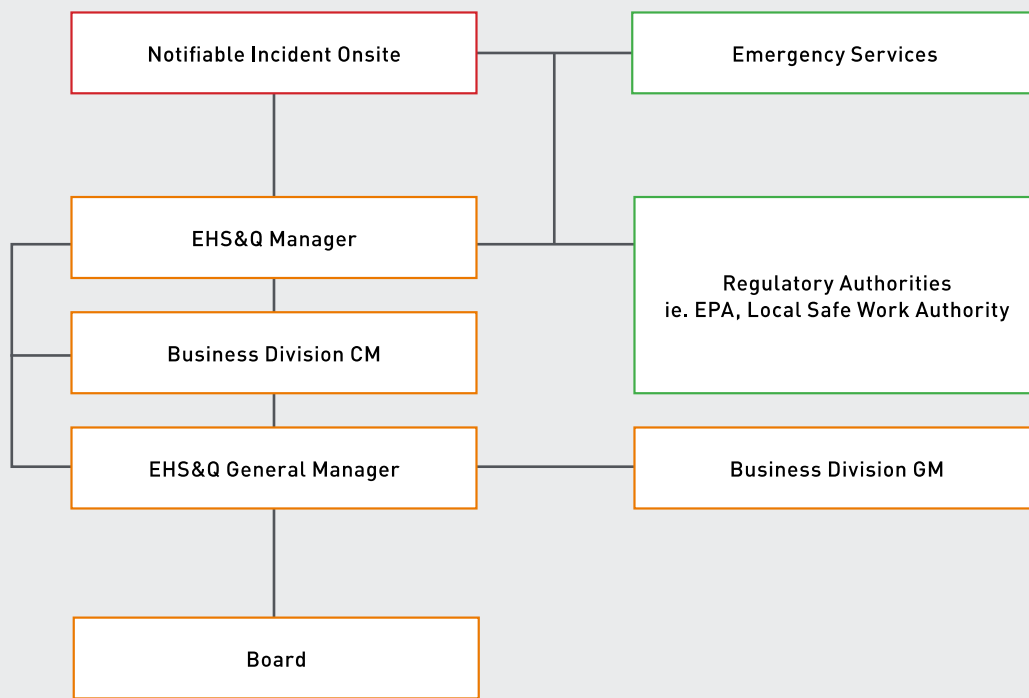 Notifiable Incident Onsite
Emergency Services
EHS&Q Manager
Regulatory Authorities
ie. EPA, Local Safe Work Authority
Business Division CM
EHS&Q General Manager
Business Division GM
Board